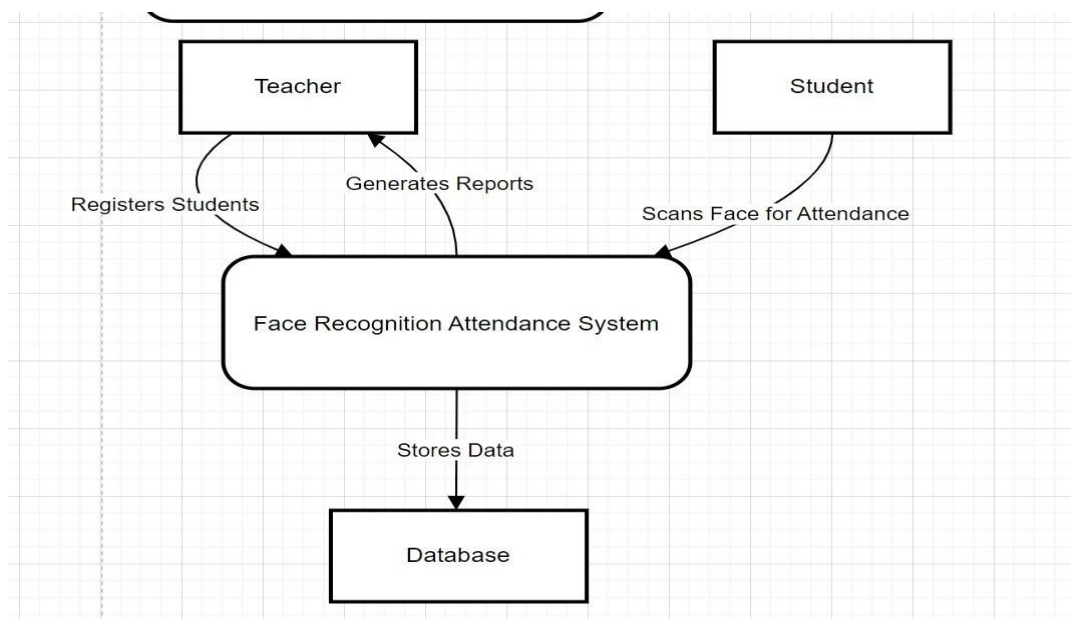 Teacher
Student
Generates Reports
Registers Students
Scans Face for Attendance
Face Recognition Attendance System
Stores Data
Database